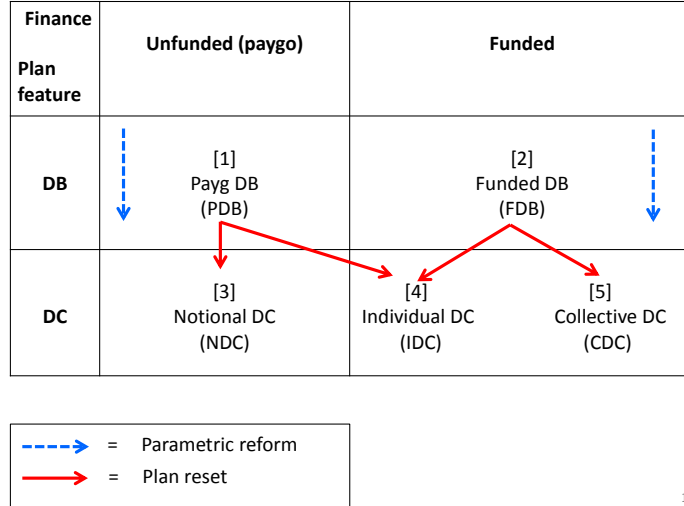 Finance
Plan
feature
Unfunded (paygo)
Funded
DB
[1]
Payg DB
(PDB)
[2]
Funded DB
(FDB)
DC
[3]
Notional DC
(NDC)
[4]
Individual DC
(IDC)
[5]
Collective DC
(CDC)
= Parametric reform
= Plan reset